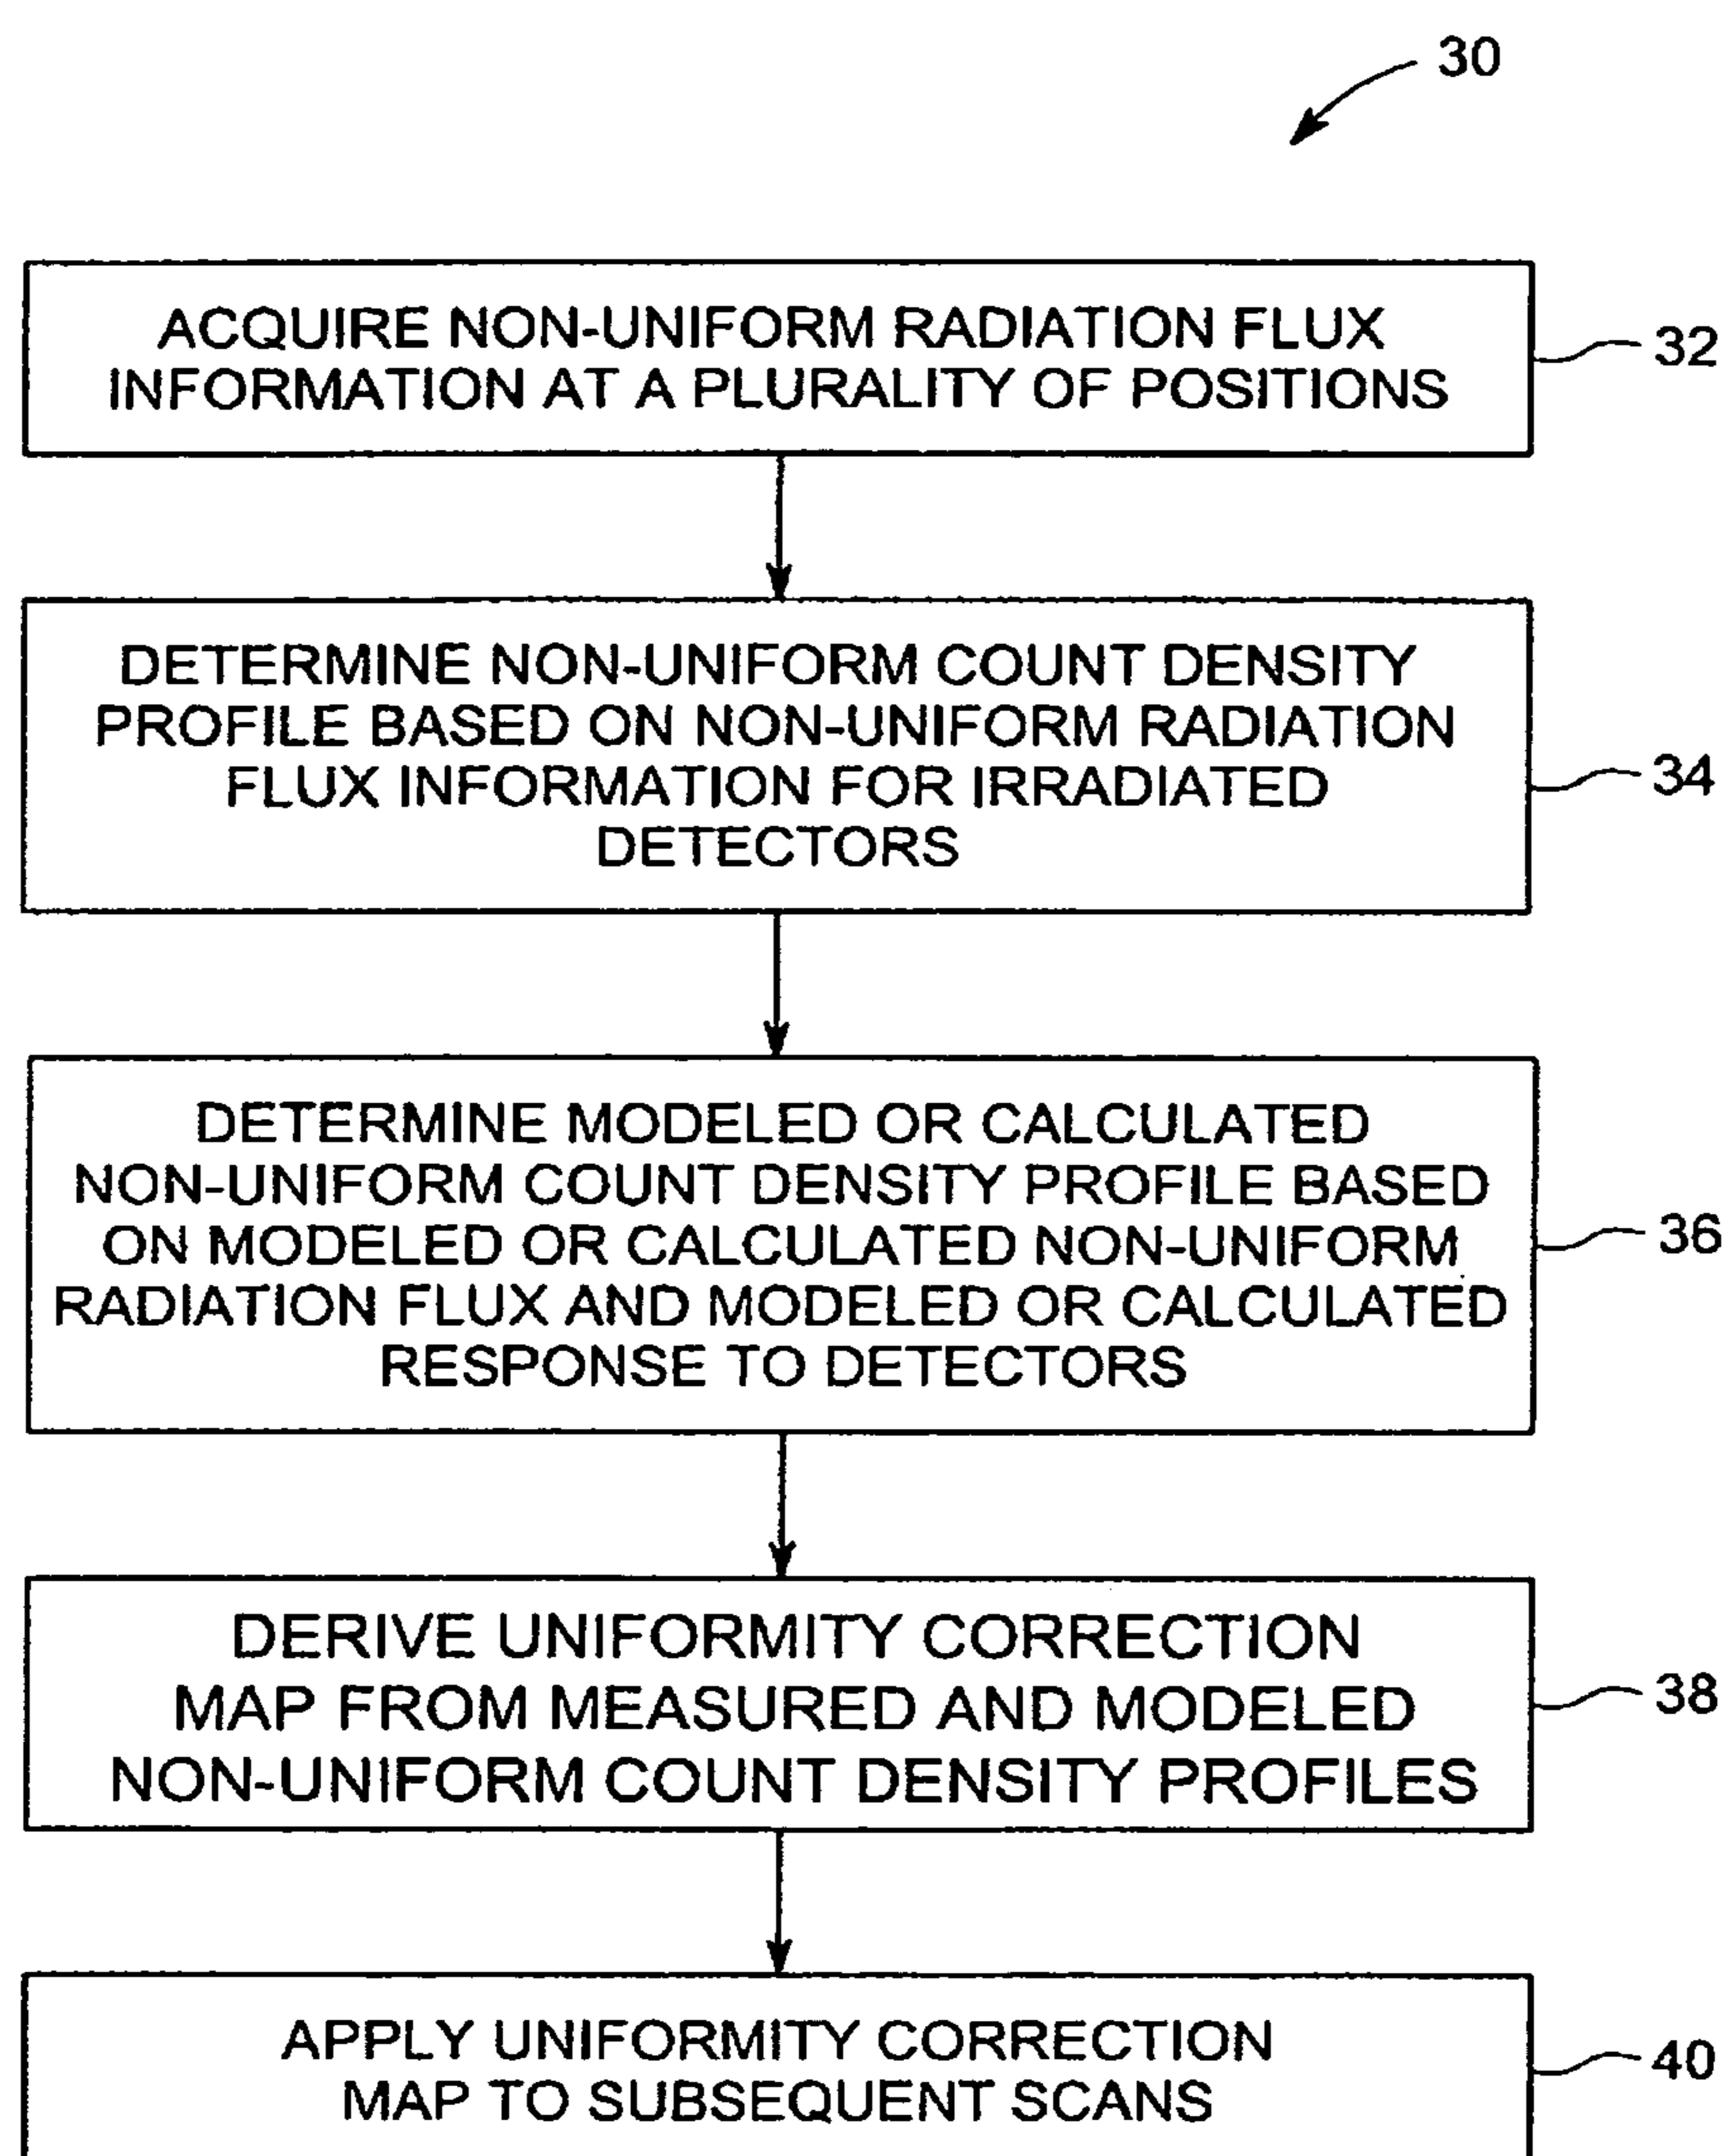 30
ACQUIRE NON-UNIFORM RADIATION FLUX
INFORMATION AT A PLURALITY OF POSITIONS
32
DETERMINE NON-UNIFORM COUNT DENSITY
PROFILE BASED ON NON-UNIFORM RADIATION
FLUX INFORMATION FOR IRRADIATED
DETECTORS
34
DETERMINE MODELED OR CALCULATED
NON-UNIFORM COUNT DENSITY PROFILE BASED
ON MODELED OR CALCULATED NON-UNIFORM
RADIATION FLUX AND MODELED OR CALCULATED
RESPONSE TO DETECTORS
36
DERIVE UNIFORMITY CORRECTION
MAP FROM MEASURED AND MODELED
NON-UNIFORM COUNT DENSITY PROFILES
38
APPLY UNIFORMITY CORRECTION
MAP TO SUBSEQUENT SCANS
40